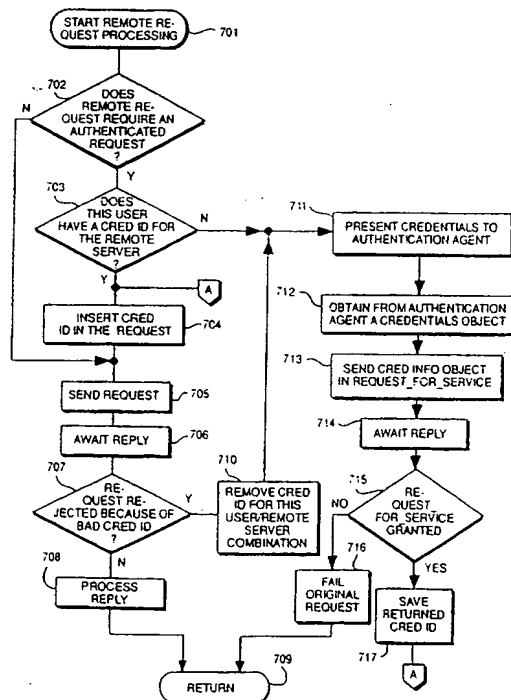 START REMOTE RE-
QUEST PROCESSING
701
702
DOES
REMOTE RE-
QUEST REQUIRE AN
AUTHENTICATED
REQUEST
?
N
Y
703
DOES
THIS USER
HAVE A CRED ID FOR
THE REMOTE
SERVER
?
N
Y
A
INSERT CRED
ID IN THE REQUEST
704
SEND REQUEST
705
AWAIT REPLY
706
707
RE-
QUEST RE-
JECTED BECAUSE OF
BAD CRED ID
?
Y
N
708
PROCESS
REPLY
710
REMOVE CRED
ID FOR THIS
USER/REMOTE
SERVER
COMBINATION
711
PRESENT CREDENTIALS TO
AUTHENTICATION AGENT
712
OBTAIN FROM AUTHENTICATION
AGENT A CREDENTIALS OBJECT
713
SEND CRED INFO OBJECT
IN REQUEST_FOR_SERVICE
714
AWAIT REPLY
715
RE-
QUEST_
FOR_SERVICE
GRANTED
NO
YES
716
FAIL
ORIGINAL
REQUEST
SAVE
RETURNED
CRED ID
717
A
RETURN
709